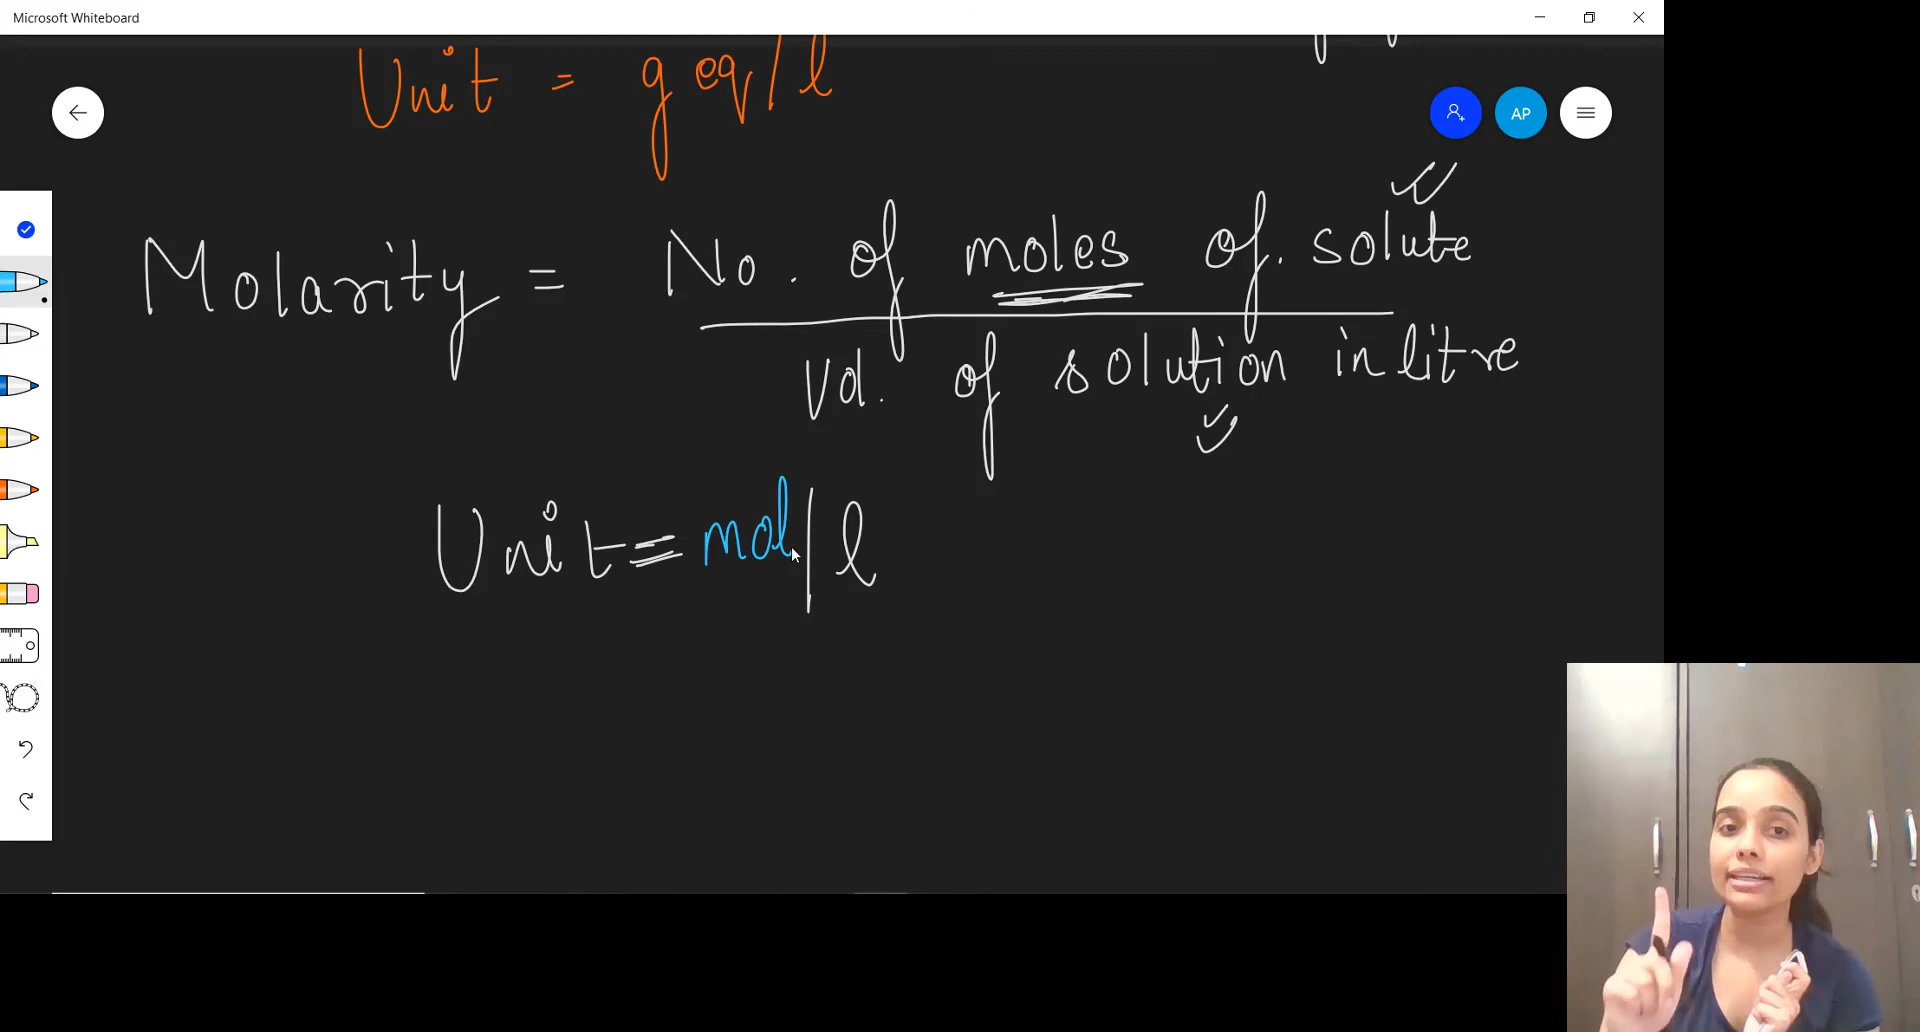 Microsoft Whiteboard
Unit = g eq/l
AP
Molarity = No. of moles of. solute
Vol. of solution in litre
Unit = mol/l